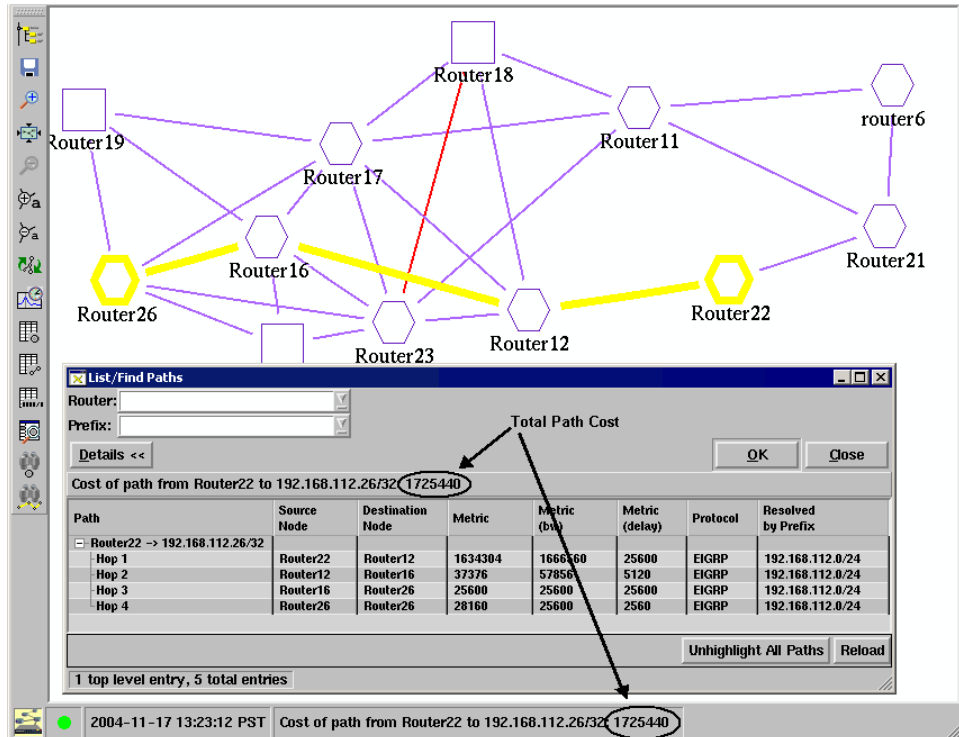 Router18
Router19
Router17
Router11
router6
Router16
Router21
Router26
Router23
Router12
Router22
a
a
List/Find Paths
Router:
Prefix:
Total Path Cost
Details <<
OK
Close
Cost of path from Router22 to 192.168.112.26/32: 1725440
Path Source Node Destination Node Metric Metric (bw) Metric (delay) Protocol Resolved by Prefix
Router22 -> 192.168.112.26/32
Hop 1 Router22 Router12 1634304 1666560 25600 EIGRP 192.168.112.0/24
Hop 2 Router12 Router16 37376 57856 5120 EIGRP 192.168.112.0/24
Hop 3 Router16 Router26 25600 25600 25600 EIGRP 192.168.112.0/24
Hop 4 Router26 Router26 28160 25600 2560 EIGRP 192.168.112.0/24
Unhighlight All Paths
Reload
1 top level entry, 5 total entries
2004-11-17 13:23:12 PST
Cost of path from Router22 to 192.168.112.26/32: 1725440